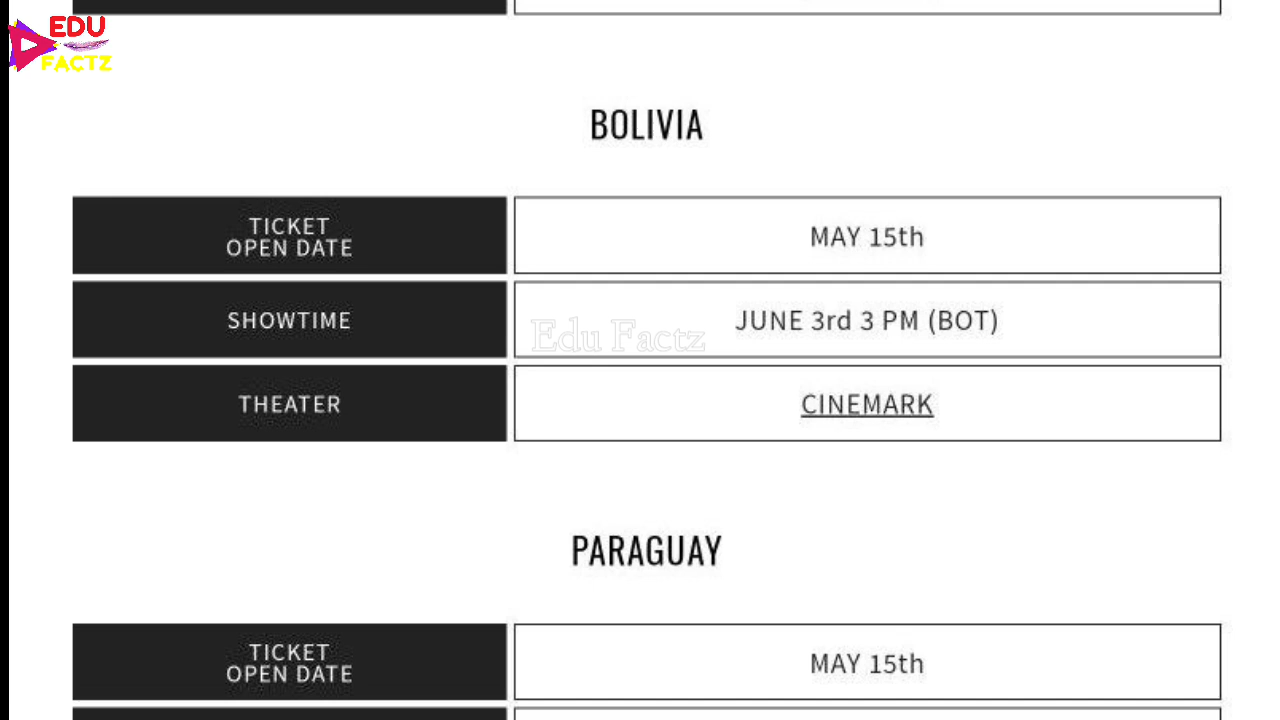 EDU
FACTZ
BOLIVIA
TICKET
OPEN DATE
MAY 15th
SHOWTIME
JUNE 3rd 3 PM (BOT)
Edu Factz
THEATER
CINEMARK
PARAGUAY
TICKET
OPEN DATE
MAY 15th